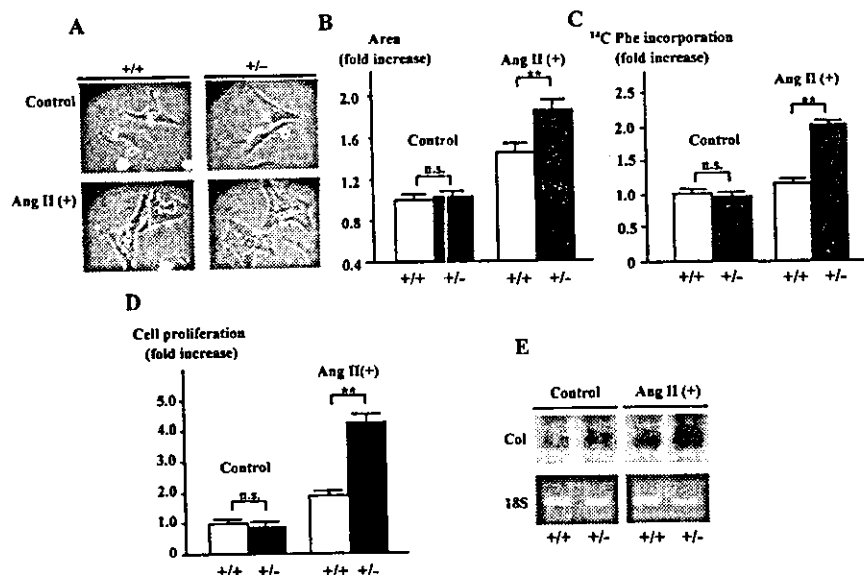 A
+/+
+/-
Control
Ang II (+)
B
Area
(fold increase)
Ang II (+)
**
Control
n.s.
2.0
1.6
1.2
1.0
0.4
+/+
+/-
+/+
+/-
C
¹⁴C Phe incorporation
(fold increase)
Ang II (+)
**
Control
n.s.
2.5
2.0
1.5
1.0
0.5
0
+/+
+/-
+/+
+/-
D
Cell proliferation
(fold increase)
Ang II(+)
**
Control
n.s.
5.0
4.0
3.0
2.0
1.0
0
+/+
+/-
+/+
+/-
E
Control
Ang II (+)
Col
18S
+/+
+/-
+/+
+/-